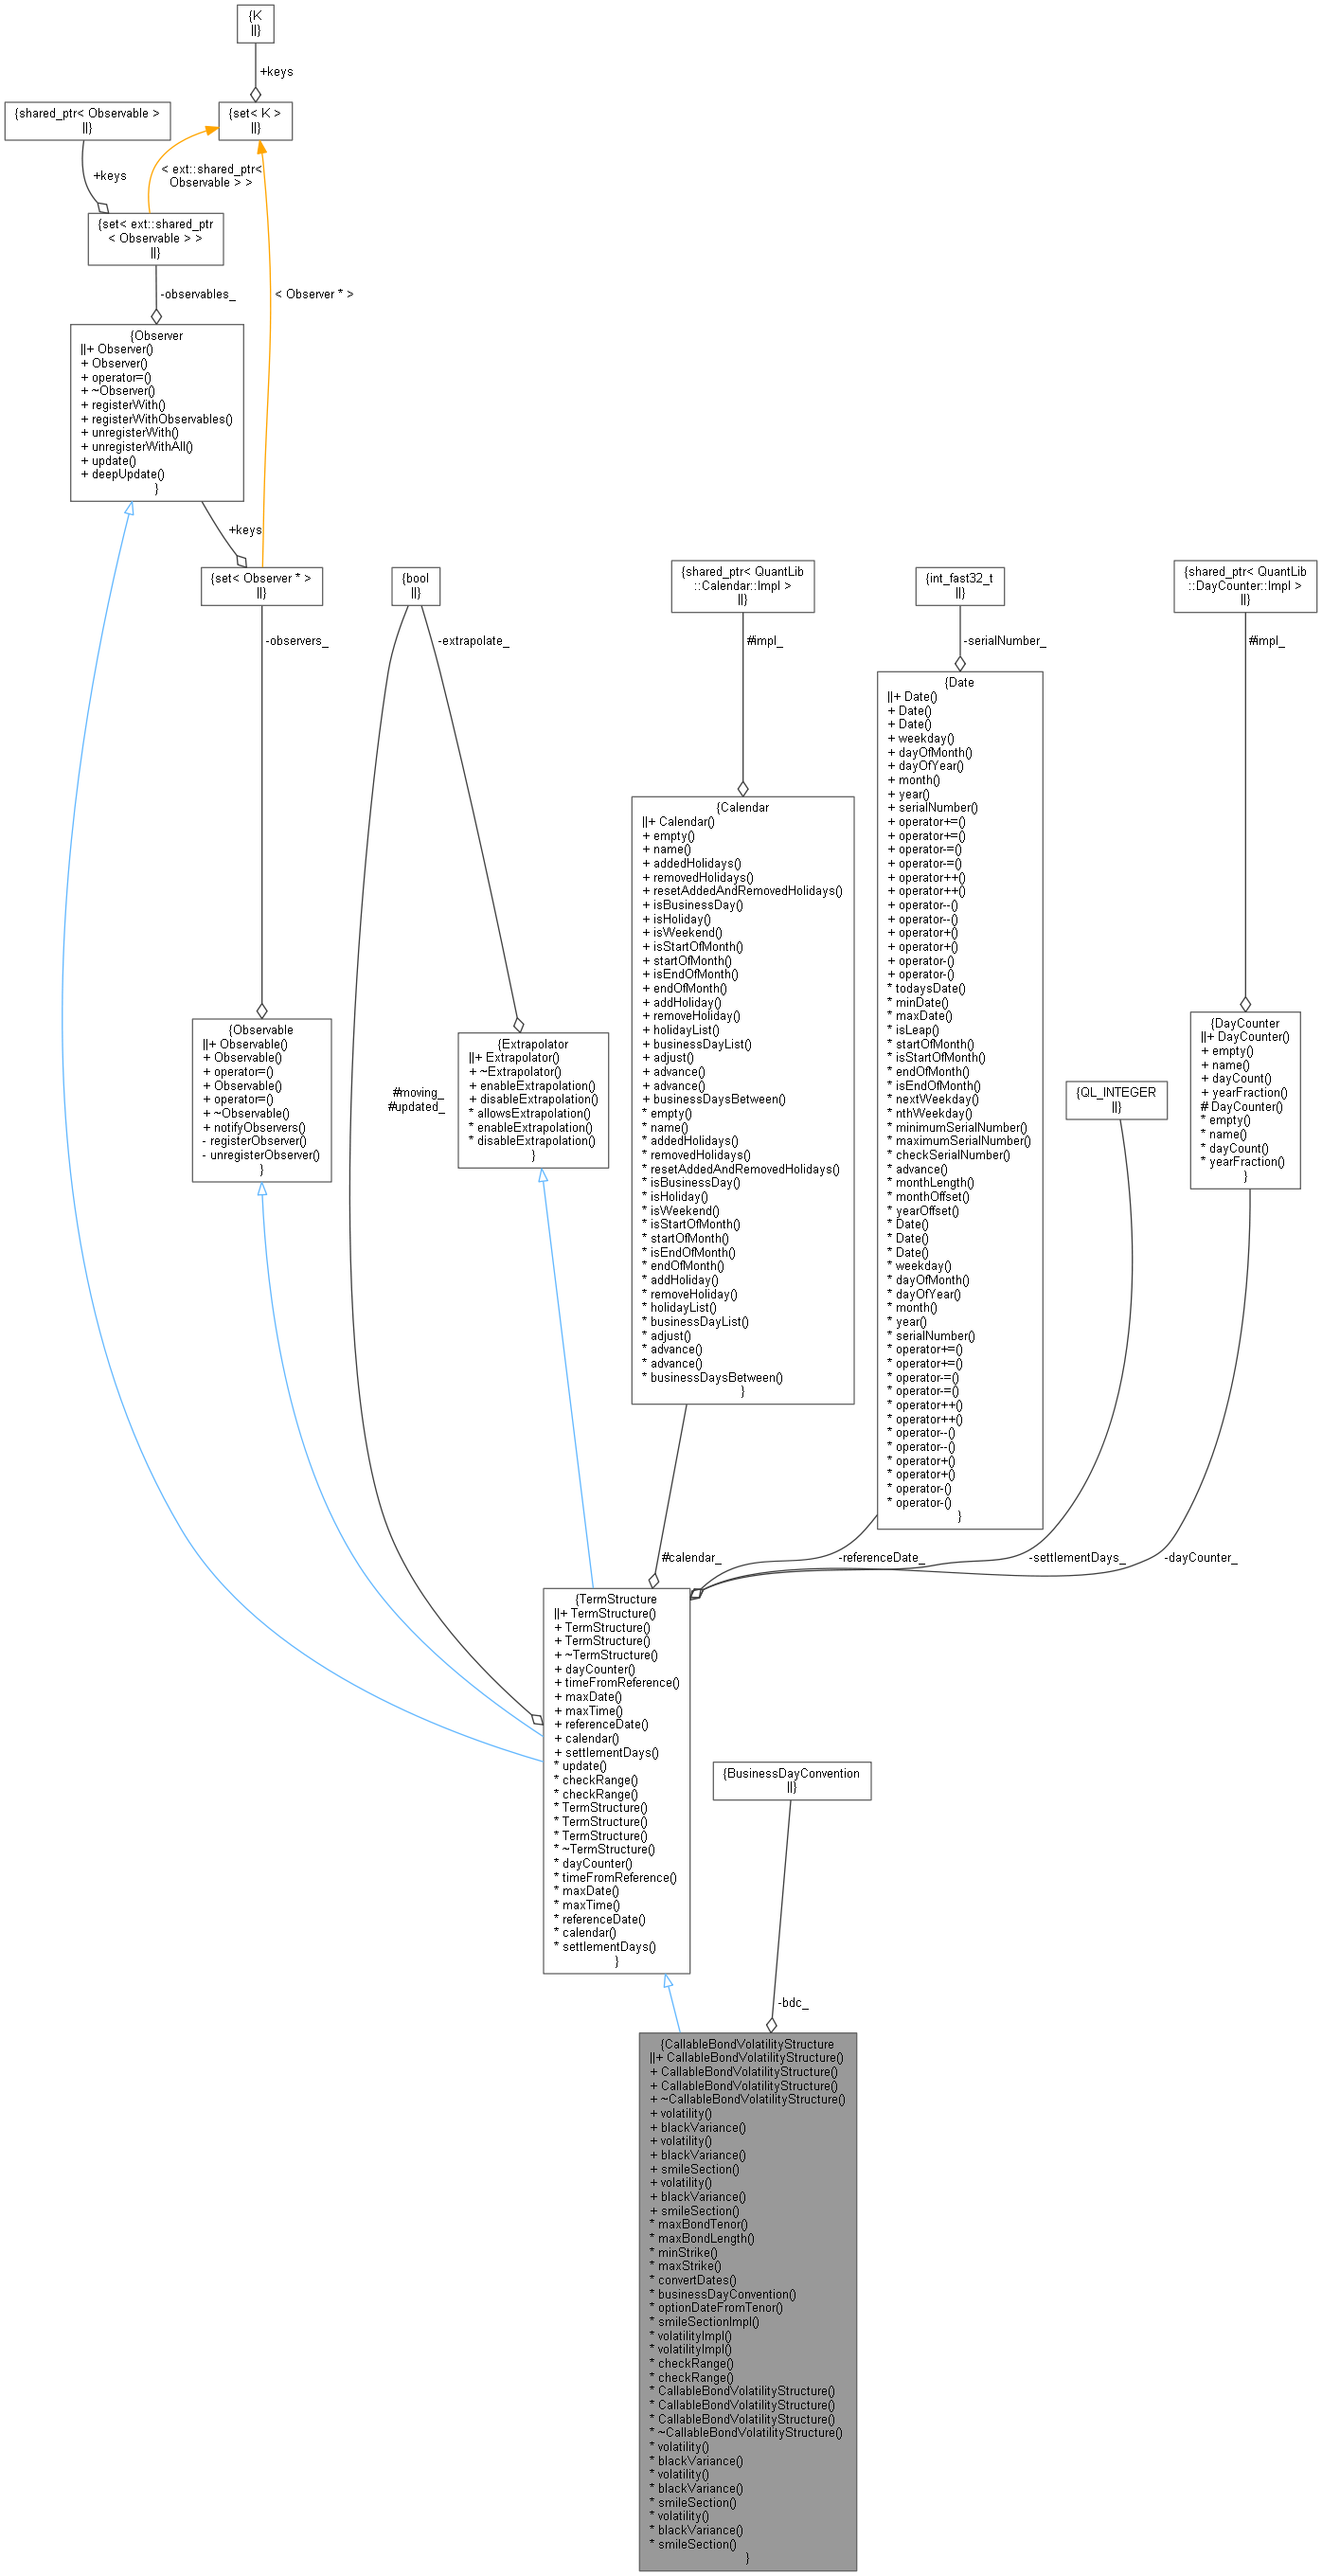 {K
||}
+keys
{shared_ptr< Observable >
||}
{set< K >
||}
+keys
< ext::shared_ptr<
Observable > >
{set< ext::shared_ptr
< Observable > >
||}
-observables_
< Observer * >
{Observer
||+ Observer()
+ Observer()
+ operator=()
+ ~Observer()
+ registerWith()
+ registerWithObservables()
+ unregisterWith()
+ unregisterWithAll()
+ update()
+ deepUpdate()
}
+keys
{set< Observer * >
||}
{bool
||}
{shared_ptr< QuantLib
::Calendar::Impl >
||}
{int_fast32_t
||}
{shared_ptr< QuantLib
::DayCounter::Impl >
||}
-observers_
-extrapolate_
#impl_
-serialNumber_
#impl_
{Date
||+ Date()
+ Date()
+ Date()
+ weekday()
+ dayOfMonth()
+ dayOfYear()
+ month()
+ year()
+ serialNumber()
+ operator+=()
+ operator+=()
+ operator-=()
+ operator-=()
+ operator++()
+ operator++()
+ operator--()
+ operator--()
+ operator+()
+ operator+()
+ operator-()
+ operator-()
* todaysDate()
* minDate()
* maxDate()
* isLeap()
* startOfMonth()
* isStartOfMonth()
* endOfMonth()
* isEndOfMonth()
* nextWeekday()
* nthWeekday()
* minimumSerialNumber()
* maximumSerialNumber()
* checkSerialNumber()
* advance()
* monthLength()
* monthOffset()
* yearOffset()
* Date()
* Date()
* Date()
* weekday()
* dayOfMonth()
* dayOfYear()
* month()
* year()
* serialNumber()
* operator+=()
* operator+=()
* operator-=()
* operator-=()
* operator++()
* operator++()
* operator--()
* operator--()
* operator+()
* operator+()
* operator-()
* operator-()
}
{Calendar
||+ Calendar()
+ empty()
+ name()
+ addedHolidays()
+ removedHolidays()
+ resetAddedAndRemovedHolidays()
+ isBusinessDay()
+ isHoliday()
+ isWeekend()
+ isStartOfMonth()
+ startOfMonth()
+ isEndOfMonth()
+ endOfMonth()
+ addHoliday()
+ removeHoliday()
+ holidayList()
+ businessDayList()
+ adjust()
+ advance()
+ advance()
+ businessDaysBetween()
* empty()
* name()
* addedHolidays()
* removedHolidays()
* resetAddedAndRemovedHolidays()
* isBusinessDay()
* isHoliday()
* isWeekend()
* isStartOfMonth()
* startOfMonth()
* isEndOfMonth()
* endOfMonth()
* addHoliday()
* removeHoliday()
* holidayList()
* businessDayList()
* adjust()
* advance()
* advance()
* businessDaysBetween()
}
{Observable
||+ Observable()
+ Observable()
+ operator=()
+ Observable()
+ operator=()
+ ~Observable()
+ notifyObservers()
- registerObserver()
- unregisterObserver()
}
#moving_
#updated_
{Extrapolator
||+ Extrapolator()
+ ~Extrapolator()
+ enableExtrapolation()
+ disableExtrapolation()
* allowsExtrapolation()
* enableExtrapolation()
* disableExtrapolation()
}
{QL_INTEGER
||}
{DayCounter
||+ DayCounter()
+ empty()
+ name()
+ dayCount()
+ yearFraction()
# DayCounter()
* empty()
* name()
* dayCount()
* yearFraction()
}
#calendar_
-referenceDate_
-settlementDays_
-dayCounter_
{TermStructure
||+ TermStructure()
+ TermStructure()
+ TermStructure()
+ ~TermStructure()
+ dayCounter()
+ timeFromReference()
+ maxDate()
+ maxTime()
+ referenceDate()
+ calendar()
+ settlementDays()
* update()
* checkRange()
* checkRange()
* TermStructure()
* TermStructure()
* TermStructure()
* ~TermStructure()
* dayCounter()
* timeFromReference()
* maxDate()
* maxTime()
* referenceDate()
* calendar()
* settlementDays()
}
{BusinessDayConvention
||}
-bdc_
{CallableBondVolatilityStructure
||+ CallableBondVolatilityStructure()
+ CallableBondVolatilityStructure()
+ CallableBondVolatilityStructure()
+ ~CallableBondVolatilityStructure()
+ volatility()
+ blackVariance()
+ volatility()
+ blackVariance()
+ smileSection()
+ volatility()
+ blackVariance()
+ smileSection()
* maxBondTenor()
* maxBondLength()
* minStrike()
* maxStrike()
* convertDates()
* businessDayConvention()
* optionDateFromTenor()
* smileSectionImpl()
* volatilityImpl()
* volatilityImpl()
* checkRange()
* checkRange()
* CallableBondVolatilityStructure()
* CallableBondVolatilityStructure()
* CallableBondVolatilityStructure()
* ~CallableBondVolatilityStructure()
* volatility()
* blackVariance()
* volatility()
* blackVariance()
* smileSection()
* volatility()
* blackVariance()
* smileSection()
}